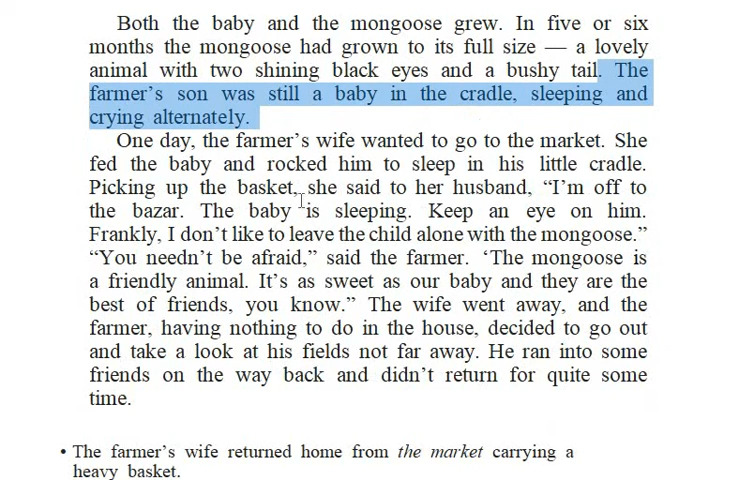 Both the baby and the mongoose grew. In five or six
months the mongoose had grown to its full size — a lovely
animal with two shining black eyes and a bushy tail. The
farmer’s son was still a baby in the cradle, sleeping and
crying alternately.
One day, the farmer’s wife wanted to go to the market. She
fed the baby and rocked him to sleep in his little cradle.
Picking up the basket, she said to her husband, “I’m off to
the bazar. The baby is sleeping. Keep an eye on him.
Frankly, I don’t like to leave the child alone with the mongoose.”
“You needn’t be afraid,” said the farmer. ‘The mongoose is
a friendly animal. It’s as sweet as our baby and they are the
best of friends, you know.” The wife went away, and the
farmer, having nothing to do in the house, decided to go out
and take a look at his fields not far away. He ran into some
friends on the way back and didn’t return for quite some
time.
• The farmer’s wife returned home from the market carrying a
heavy basket.